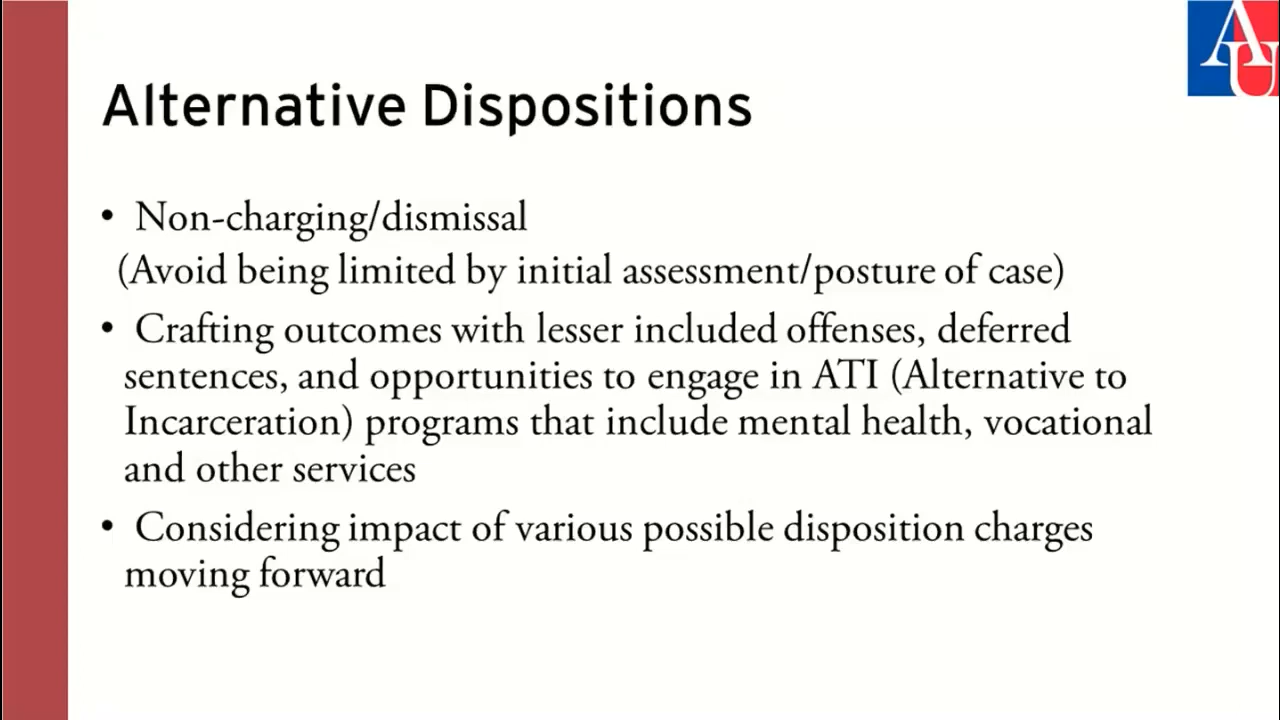 AU
Alternative Dispositions
• Non-charging/dismissal
(Avoid being limited by initial assessment/posture of case)
• Crafting outcomes with lesser included offenses, deferred
sentences, and opportunities to engage in ATI (Alternative to
Incarceration) programs that include mental health, vocational
and other services
• Considering impact of various possible disposition charges
moving forward